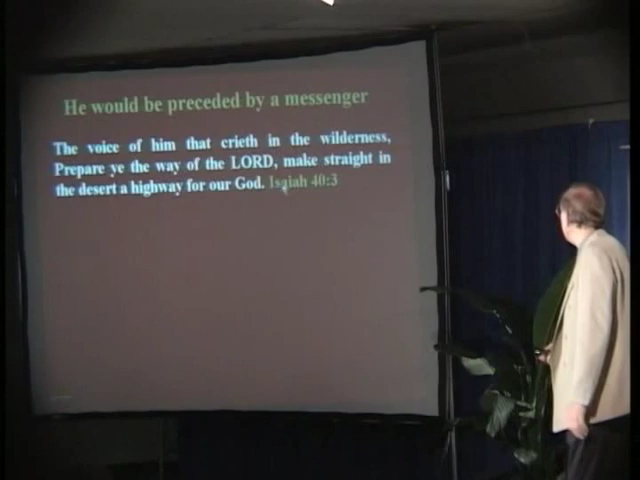 He would be preceded by a messenger
The voice of him that crieth in the wilderness,
Prepare ye the way of the LORD, make straight in
the desert a highway for our God. Isaiah 40:3